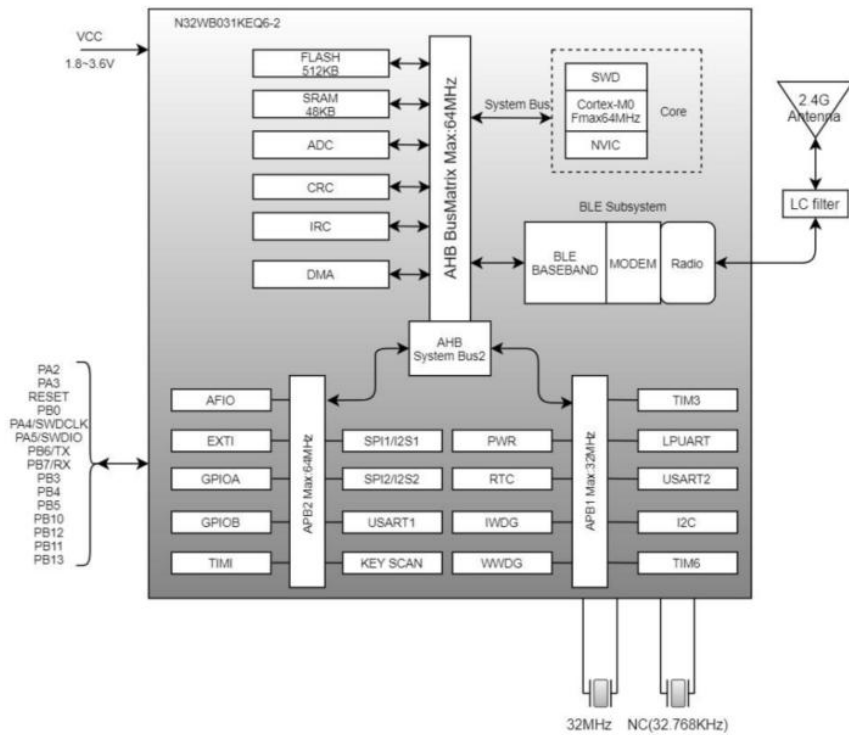 N32WB031KEQ6-2
VCC
1.8~3.6V
FLASH
512KB
SRAM
48KB
ADC
CRC
IRC
DMA
AHB BusMatrix Max:64MHz
System Bus
SWD
Cortex-M0
Fmax64MHz
NVIC
Core
2.4G
Antenna
LC filter
BLE Subsystem
BLE
BASEBAND
MODEM
Radio
AHB
System Bus2
PA2
PA3
RESET
PB0
PA4/SWDCLK
PA5/SWDIO
PB6/TX
PB7/RX
PB3
PB4
PB5
PB10
PB12
PB11
PB13
AFIO
EXTI
GPIOA
GPIOB
TIMI
APB2 Max:64MHz
SPI1/I2S1
SPI2/I2S2
USART1
KEY SCAN
PWR
RTC
IWDG
WWDG
APB1 Max:32MHz
TIM3
LPUART
USART2
I2C
TIM6
32MHz
NC(32.768KHz)